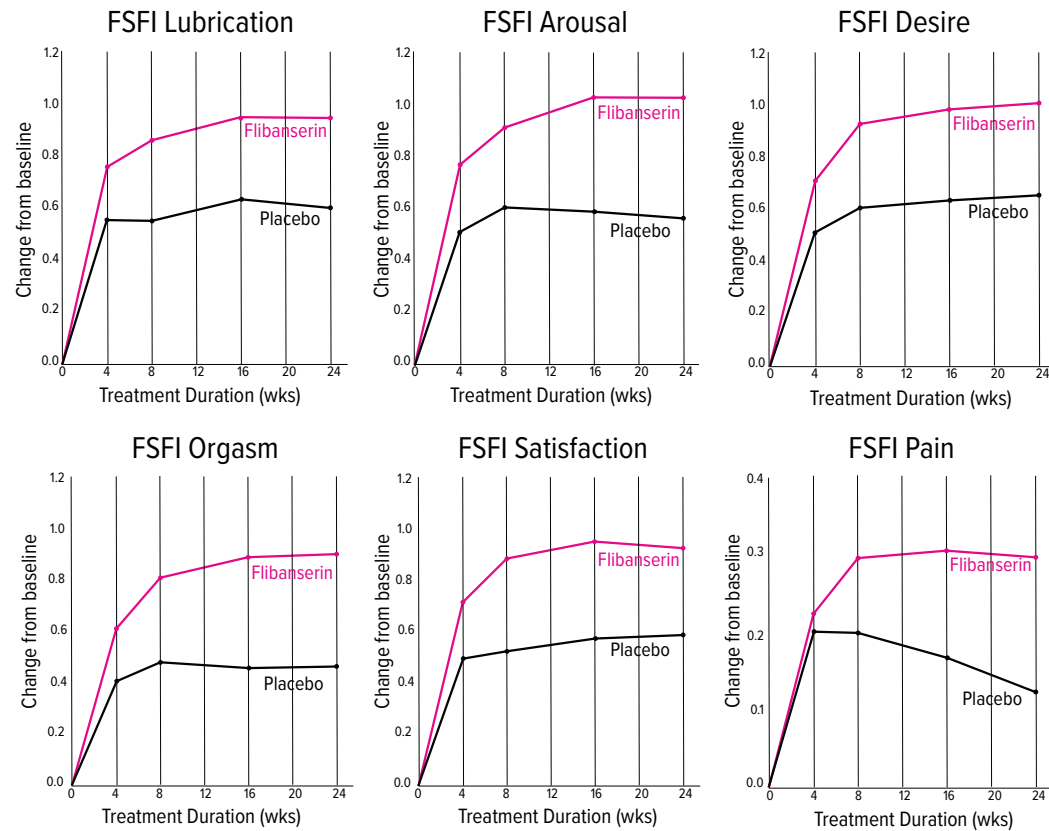 FSFI Lubrication
Change from baseline
1.2
1.0
0.8
0.6
0.4
0.2
0.0
Flibanserin
Placebo
0 4 8 12 16 20 24
Treatment Duration (wks)
FSFI Arousal
Change from baseline
1.2
1.0
0.8
0.6
0.4
0.2
0.0
Flibanserin
Placebo
0 4 8 12 16 20 24
Treatment Duration (wks)
FSFI Desire
Change from baseline
1.2
1.0
0.8
0.6
0.4
0.2
0.0
Flibanserin
Placebo
0 4 8 12 16 20 24
Treatment Duration (wks)
FSFI Orgasm
Change from baseline
1.2
1.0
0.8
0.6
0.4
0.2
0.0
Flibanserin
Placebo
0 4 8 12 16 20 24
Treatment Duration (wks)
FSFI Satisfaction
Change from baseline
1.2
1.0
0.8
0.6
0.4
0.2
0.0
Flibanserin
Placebo
0 4 8 12 16 20 24
Treatment Duration (wks)
FSFI Pain
Change from baseline
0.4
0.3
0.2
0.1
0.0
Flibanserin
Placebo
0 4 8 12 16 20 24
Treatment Duration (wks)